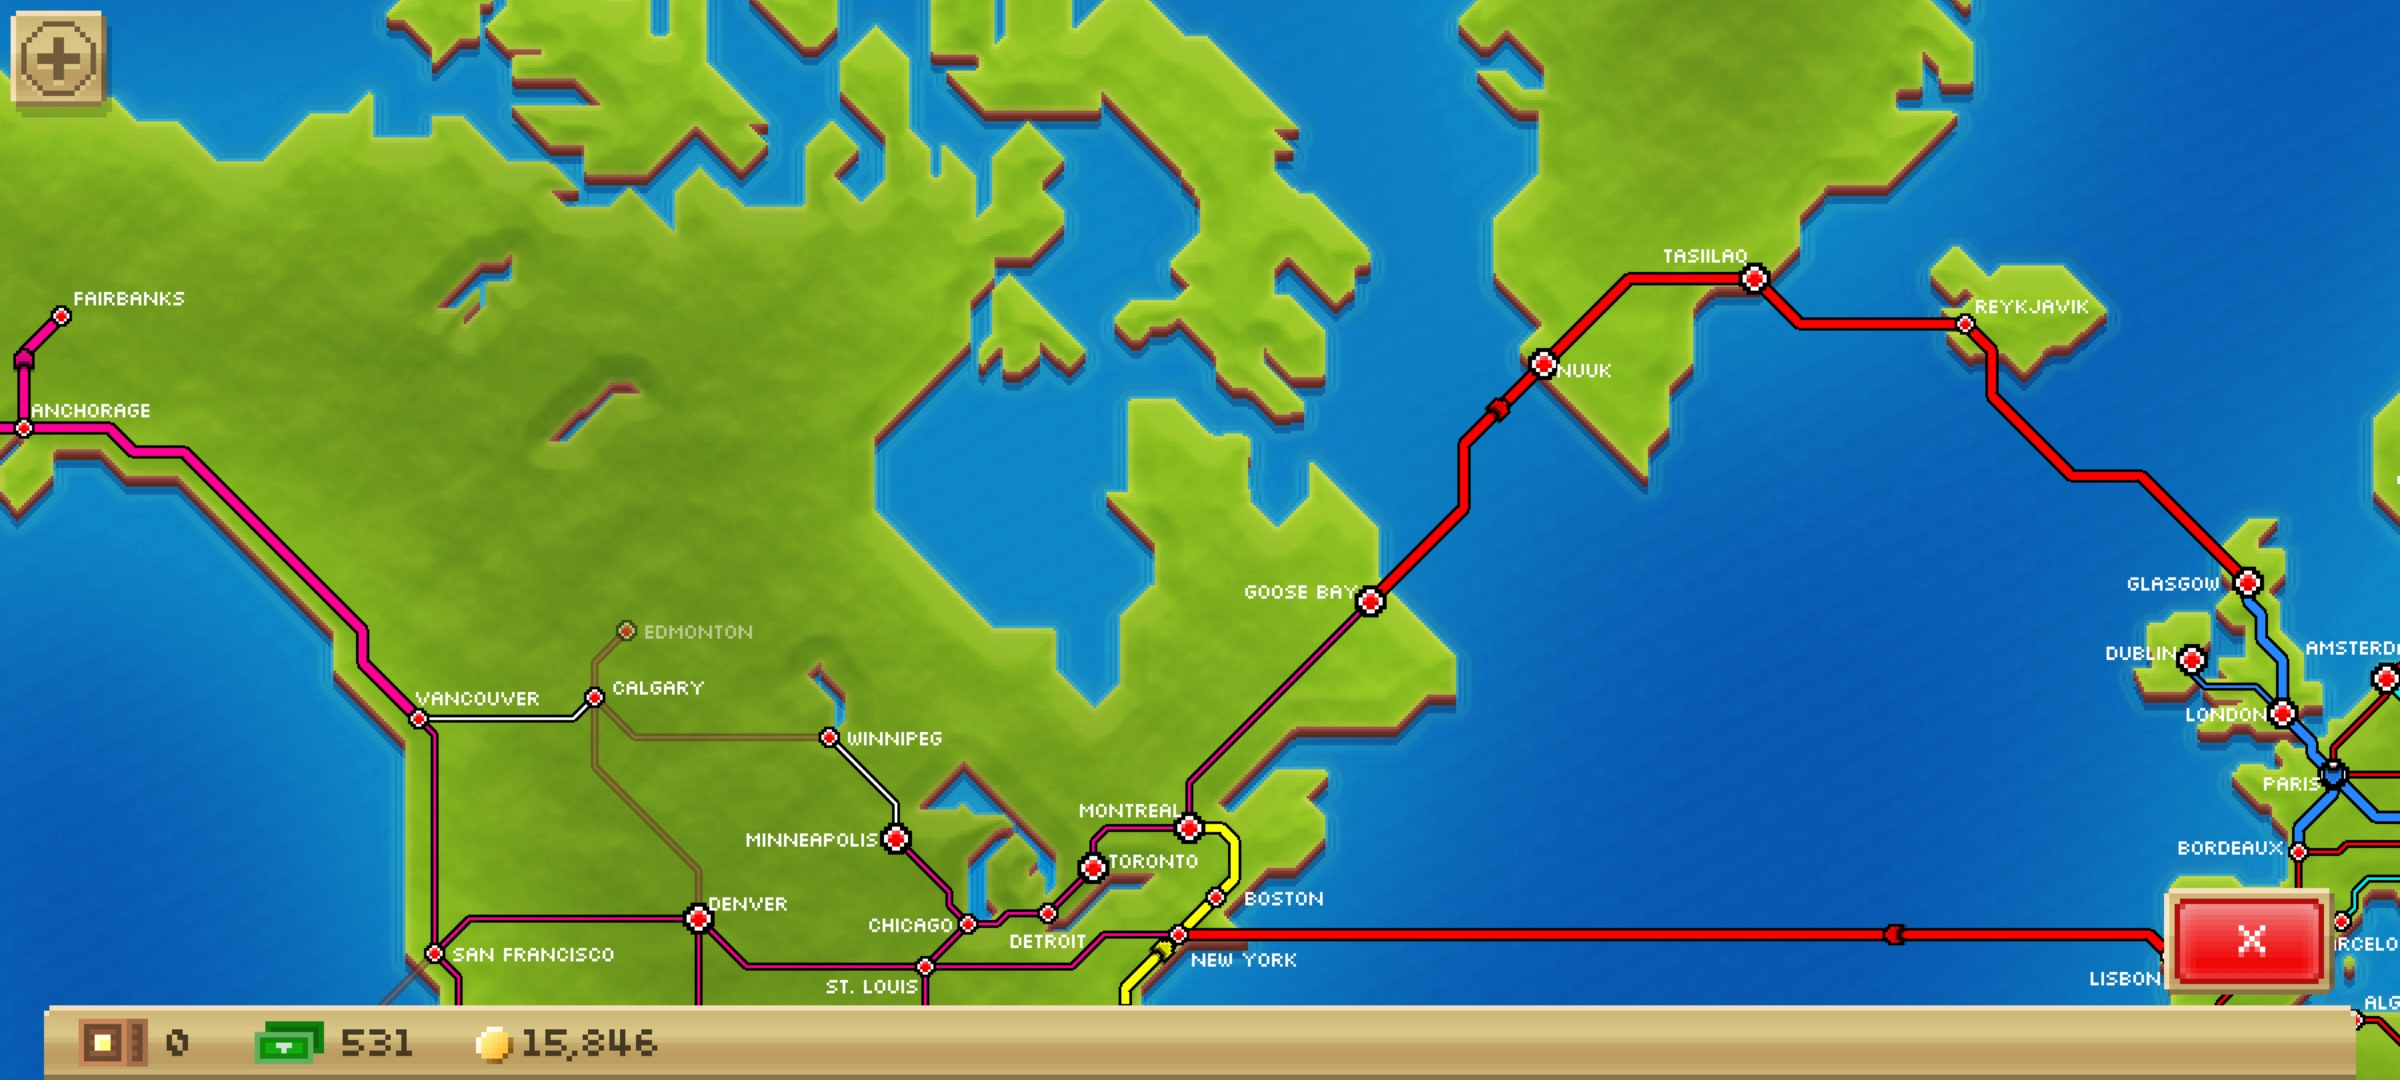 TASIILAQ
FAIRBANKS
REYKJAVIK
NUUK
ANCHORAGE
GLASGOW
GOOSE BAY
EDMONTON
DUBLIN
AMSTERD
CALGARY
VANCOUVER
LONDON
WINNIPEG
PARIS
MONTREAL
MINNEAPOLIS
BORDEAUX
TORONTO
BOSTON
DENVER
CHICAGO
DETROIT
RCELO
SAN FRANCISCO
NEW YORK
LISBON
ST. LOUIS
ALG
0 531 15,846